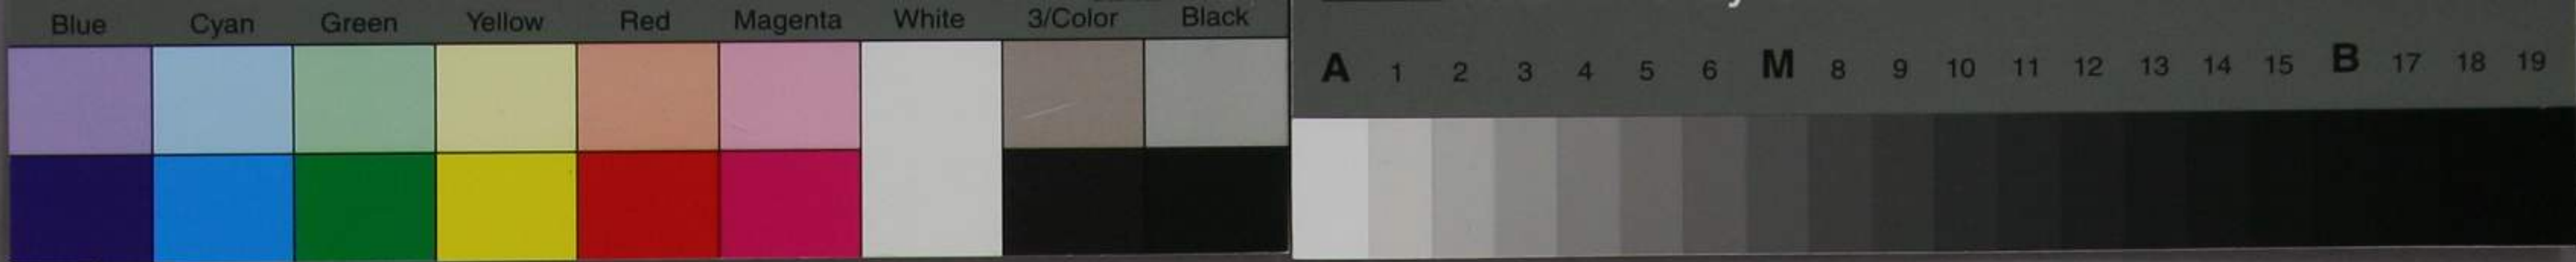 Blue Cyan Green Yellow Red Magenta White 3/Color Black
A 1 2 3 4 5 6 M 8 9 10 11 12 13 14 15 B 17 18 19